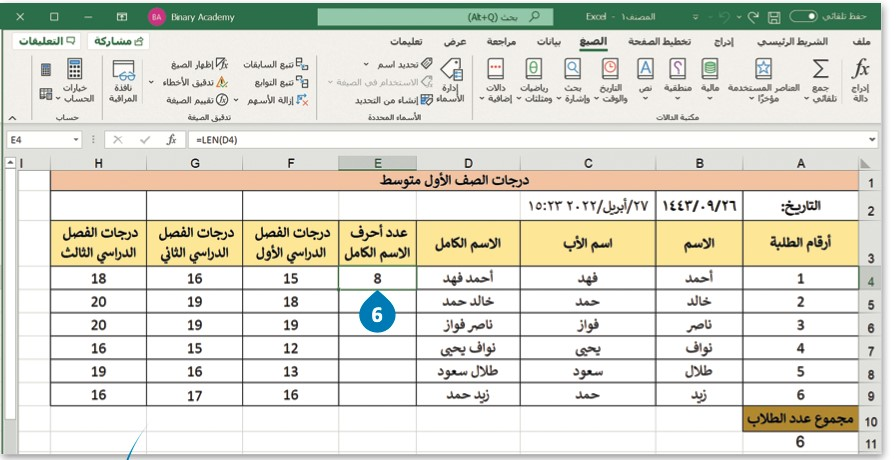 حفظ تلقائي المصنف1 - Excel بحث (Alt+Q) Binary Academy BA
ملف الشريط الرئيسي إدراج تخطيط الصفحة الصيغ بيانات مراجعة عرض تعليمات مشاركة التعليقات
إدراج دالة
جمع تلقائي
العناصر المستخدمة مؤخرًا
مالية
منطقية
نص
التاريخ والوقت
بحث وإشارة
رياضيات ومثلثات
دالات إضافية
مكتبة الدالات
إدارة الأسماء
تحديد اسم
الاستخدام في الصيغة
إنشاء من التحديد
الأسماء المحددة
تتبع السابقات
تتبع التوابع
إزالة الأسهم
إظهار الصيغ
تدقيق الأخطاء
تقييم الصيغة
تدقيق الصيغة
نافذة المراقبة
خيارات الحساب
حساب
E4 fx =LEN(D4)
A B C D E F G H I
1 درجات الصف الأول متوسط
2 التاريخ: ١٤٤٣/٠٩/٢٦ ٢٧/أبريل/٢٠٢٢ ١٥:٢٣
3 أرقام الطلبة الاسم اسم الأب الاسم الكامل عدد أحرف الاسم الكامل درجات الفصل الدراسي الأول درجات الفصل الدراسي الثاني درجات الفصل الدراسي الثالث
4 1 أحمد فهد أحمد فهد 8 15 16 18
5 2 خالد حمد خالد حمد 18 19 20
6 3 ناصر فواز ناصر فواز 6 19 19 20
7 4 نواف يحيى نواف يحيى 12 15 16
8 5 طلال سعود طلال سعود 13 16 19
9 6 زيد حمد زيد حمد 16 17 16
10 مجموع عدد الطلاب
11 6